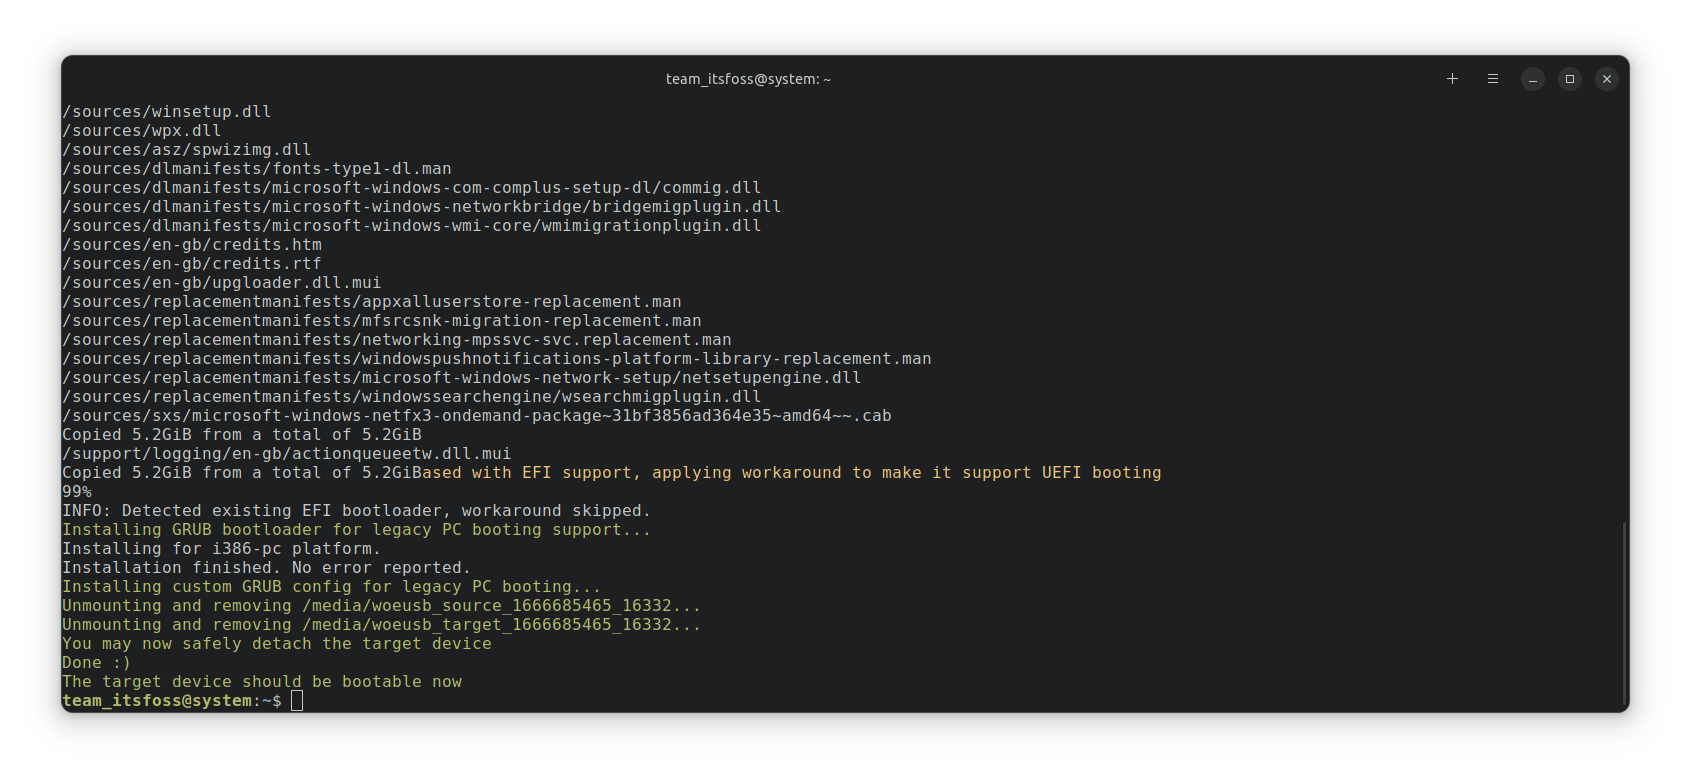 team_itsfoss@system: ~
/sources/winsetup.dll
/sources/wpx.dll
/sources/asz/spwizimg.dll
/sources/dlmanifests/fonts-type1-dl.man
/sources/dlmanifests/microsoft-windows-com-complus-setup-dl/commig.dll
/sources/dlmanifests/microsoft-windows-networkbridge/bridgemigplugin.dll
/sources/dlmanifests/microsoft-windows-wmi-core/wmimigrationplugin.dll
/sources/en-gb/credits.htm
/sources/en-gb/credits.rtf
/sources/en-gb/upgloader.dll.mui
/sources/replacementmanifests/appxalluserstore-replacement.man
/sources/replacementmanifests/mfsrcsnk-migration-replacement.man
/sources/replacementmanifests/networking-mpssvc-svc.replacement.man
/sources/replacementmanifests/windowspushnotifications-platform-library-replacement.man
/sources/replacementmanifests/microsoft-windows-network-setup/netsetupengine.dll
/sources/replacementmanifests/windowssearchengine/wsearchmigplugin.dll
/sources/sxs/microsoft-windows-netfx3-ondemand-package~31bf3856ad364e35~amd64~~.cab
Copied 5.2GiB from a total of 5.2GiB
/support/logging/en-gb/actionqueueetw.dll.mui
Copied 5.2GiB from a total of 5.2GiBased with EFI support, applying workaround to make it support UEFI booting
99%
INFO: Detected existing EFI bootloader, workaround skipped.
Installing GRUB bootloader for legacy PC booting support...
Installing for i386-pc platform.
Installation finished. No error reported.
Installing custom GRUB config for legacy PC booting...
Unmounting and removing /media/woeusb_source_1666685465_16332...
Unmounting and removing /media/woeusb_target_1666685465_16332...
You may now safely detach the target device
Done :)
The target device should be bootable now
team_itsfoss@system:~$